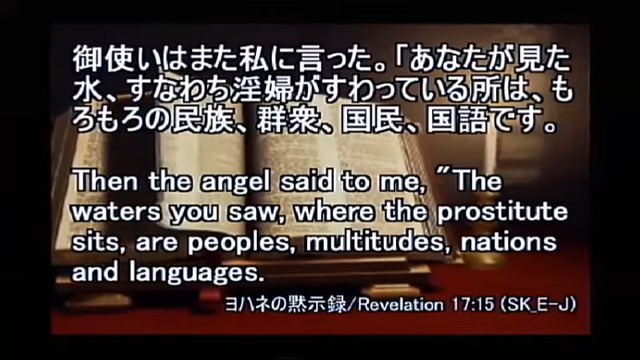 御使いはまた私に言った。「あなたが見た
水、すなわち淫婦がすわっている所は、も
ろもろの民族、群衆、国民、国語です。
Then the angel said to me, "The
waters you saw, where the prostitute
sits, are peoples, multitudes, nations
and languages.
ヨハネの黙示録/Revelation 17:15 (SK_E-J)